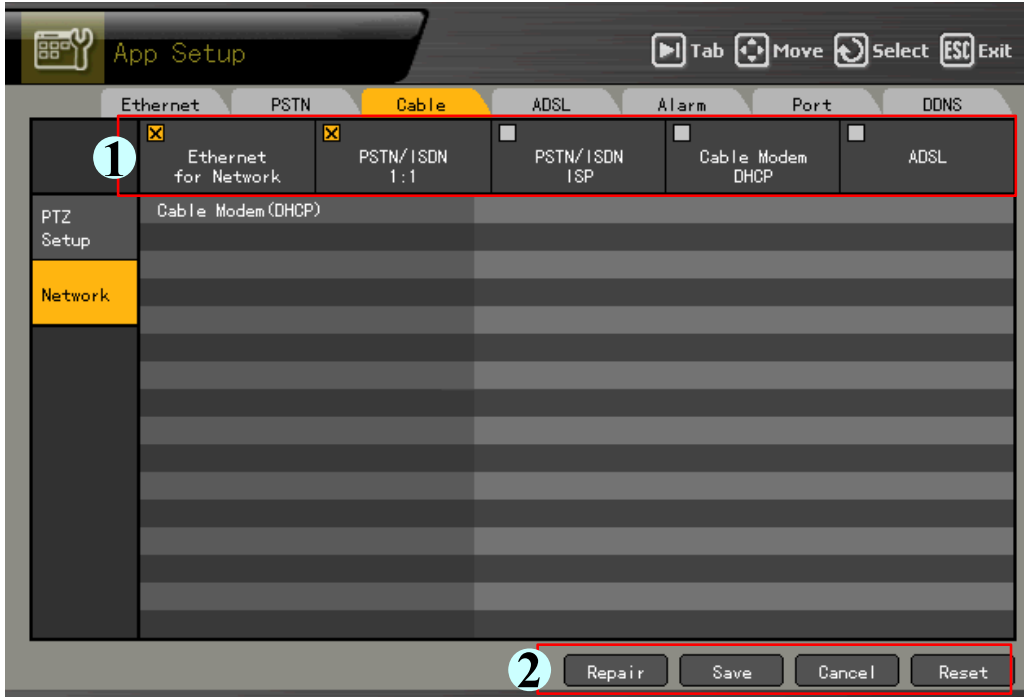 App Setup
Tab Move Select ESC Exit
Ethernet PSTN Cable ADSL Alarm Port DDNS
1
Ethernet
for Network
PSTN/ISDN
1:1
PSTN/ISDN
ISP
Cable Modem
DHCP
ADSL
PTZ
Setup
Network
Cable Modem(DHCP)
2
Repair Save Cancel Reset